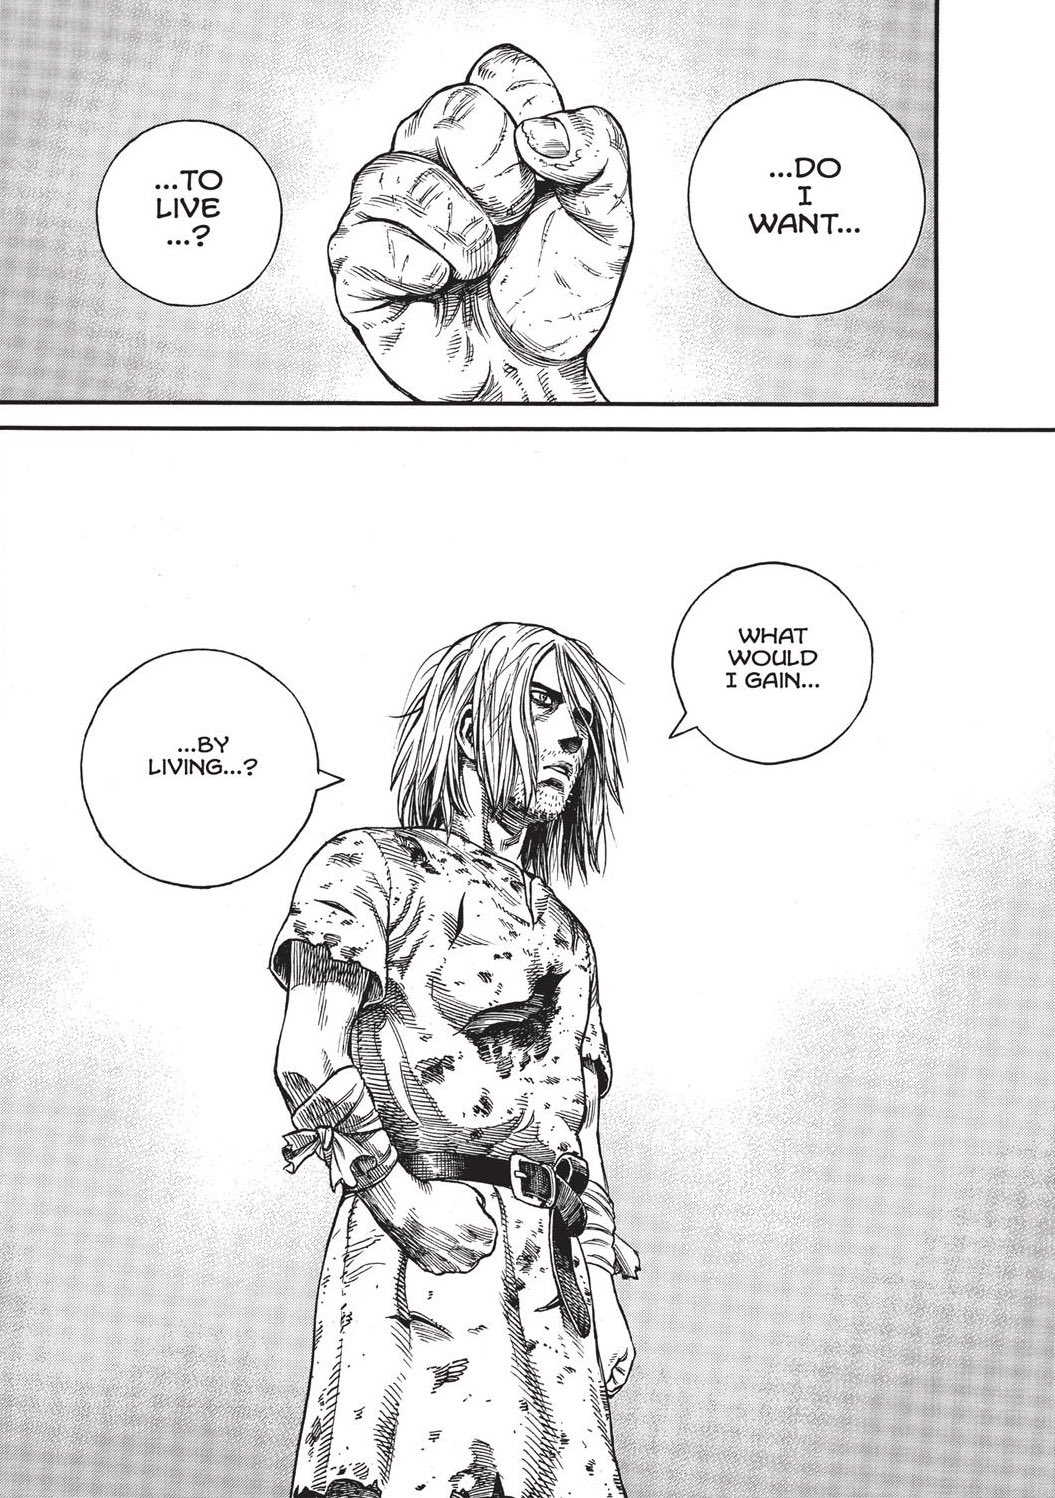 ...DO
I
WANT...
...TO
LIVE
...?
WHAT
WOULD
I GAIN...
...BY
LIVING...?